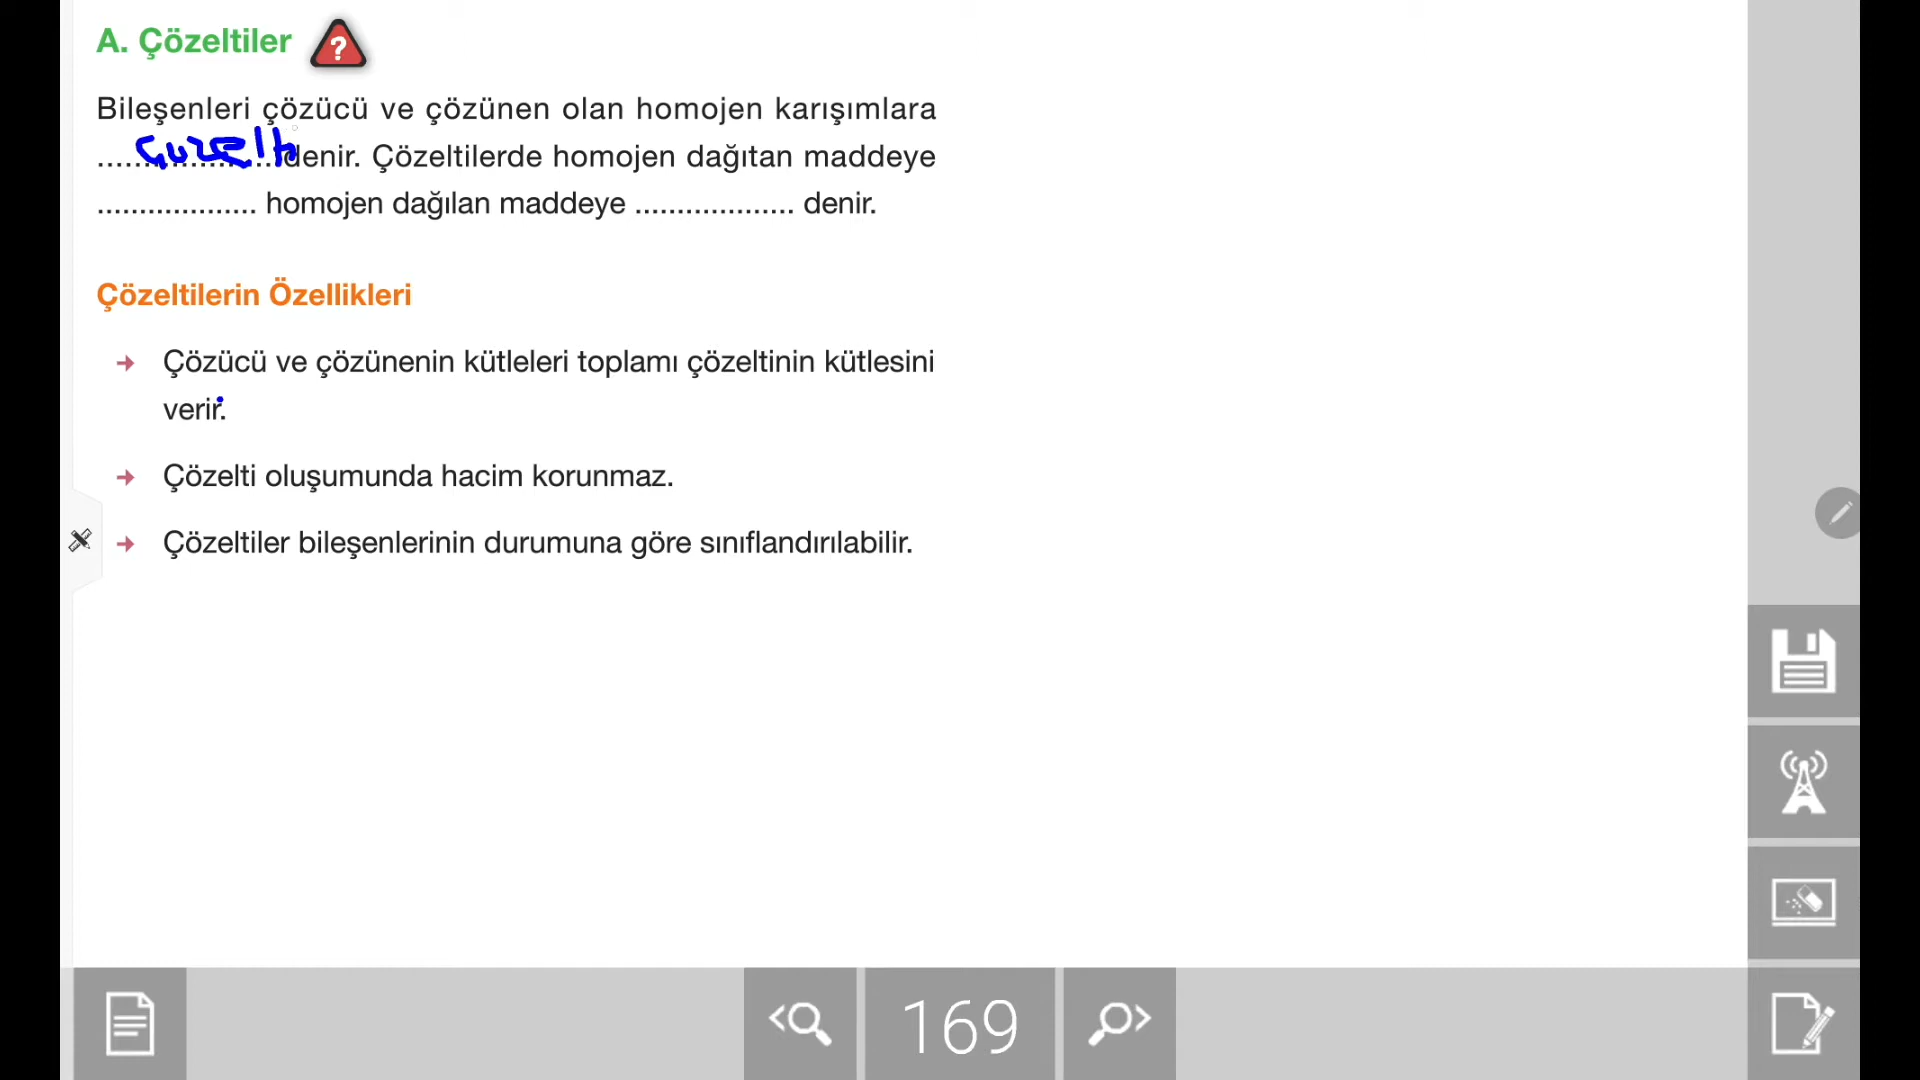 A. Çözeltiler ?
Bileşenleri çözücü ve çözünen olan homojen karışımlara
................... denir. Çözeltilerde homojen dağıtan maddeye
................... homojen dağılan maddeye ................... denir.
Çözeltilerin Özellikleri
→ Çözücü ve çözünenin kütleleri toplamı çözeltinin kütlesini
verir.
→ Çözelti oluşumunda hacim korunmaz.
→ Çözeltiler bileşenlerinin durumuna göre sınıflandırılabilir.
169